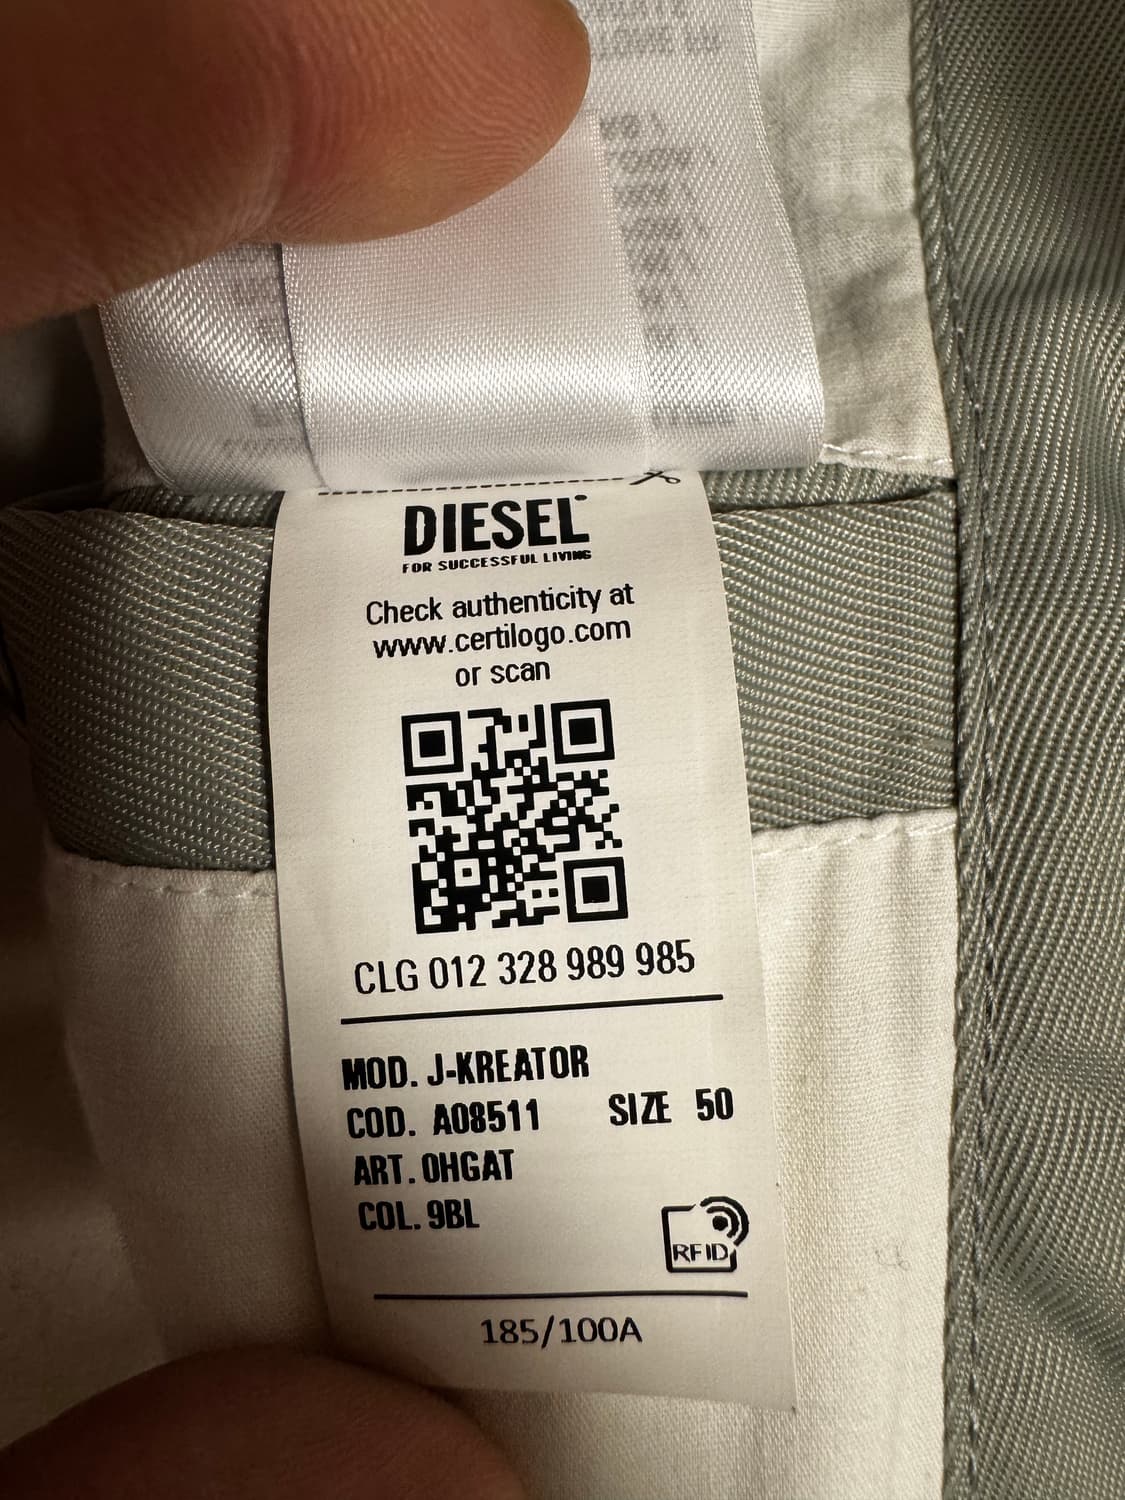 DIESEL
FOR SUCCESSFUL LIVING
Check authenticity at
www.certilogo.com
or scan
CLG 012 328 989 985
MOD. J-KREATOR
COD. A08511 SIZE 50
ART. 0HGAT
COL. 9BL
RFID
185/100A